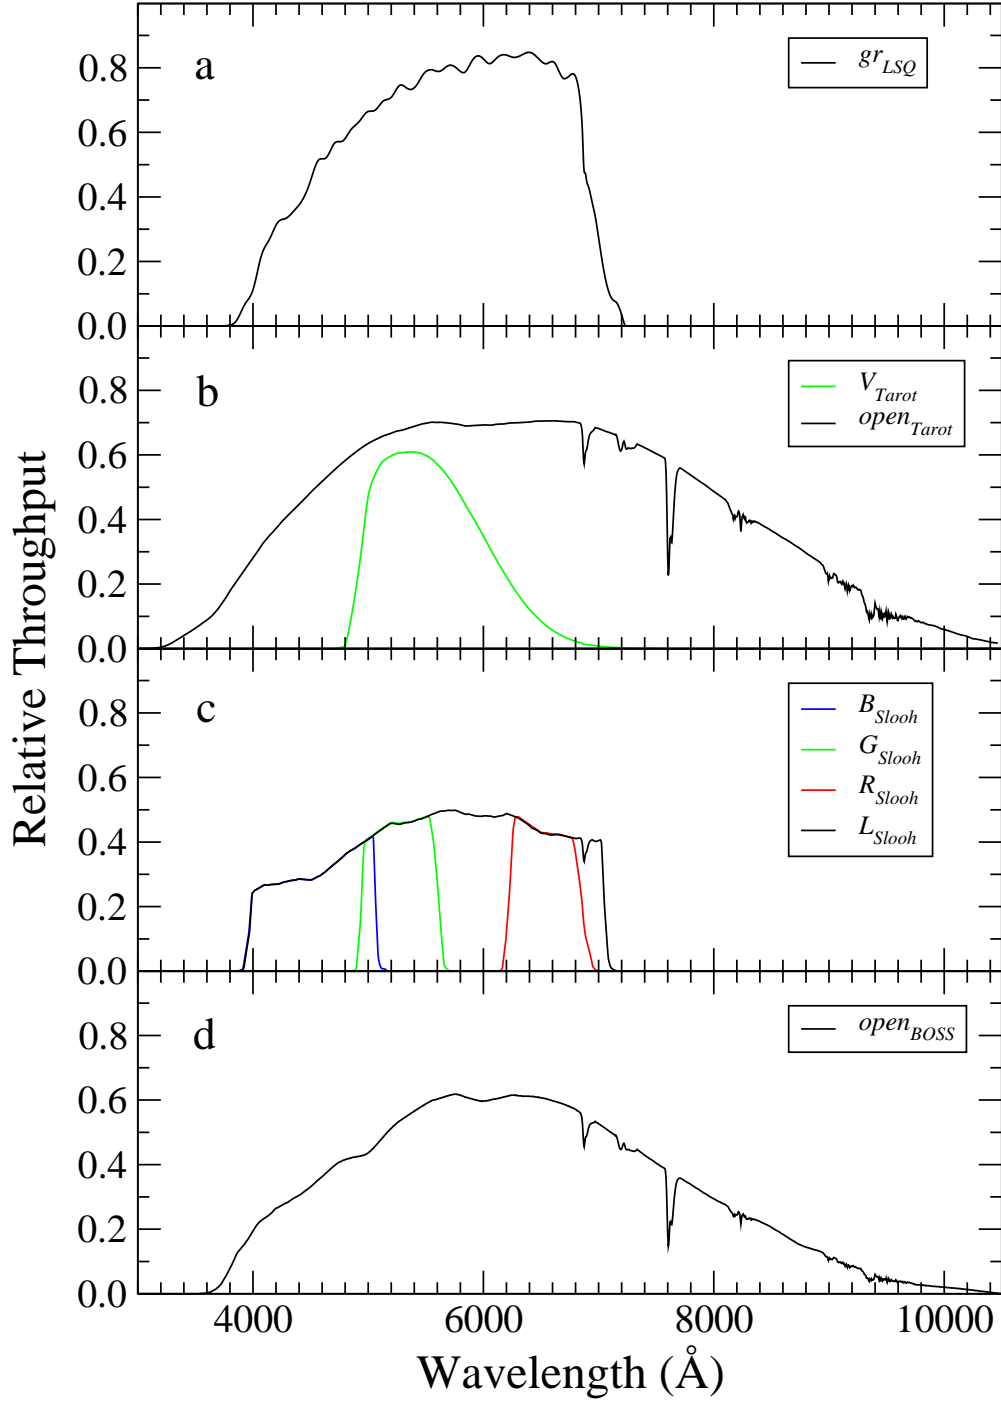 Relative Throughput
a
gr_LSQ
0.8
0.6
0.4
0.2
0.0
b
V_Tarot
open_Tarot
0.8
0.6
0.4
0.2
0.0
c
B_Slooh
G_Slooh
R_Slooh
L_Slooh
0.8
0.6
0.4
0.2
0.0
d
open_BOSS
0.8
0.6
0.4
0.2
0.0
4000 6000 8000 10000
Wavelength (Å)